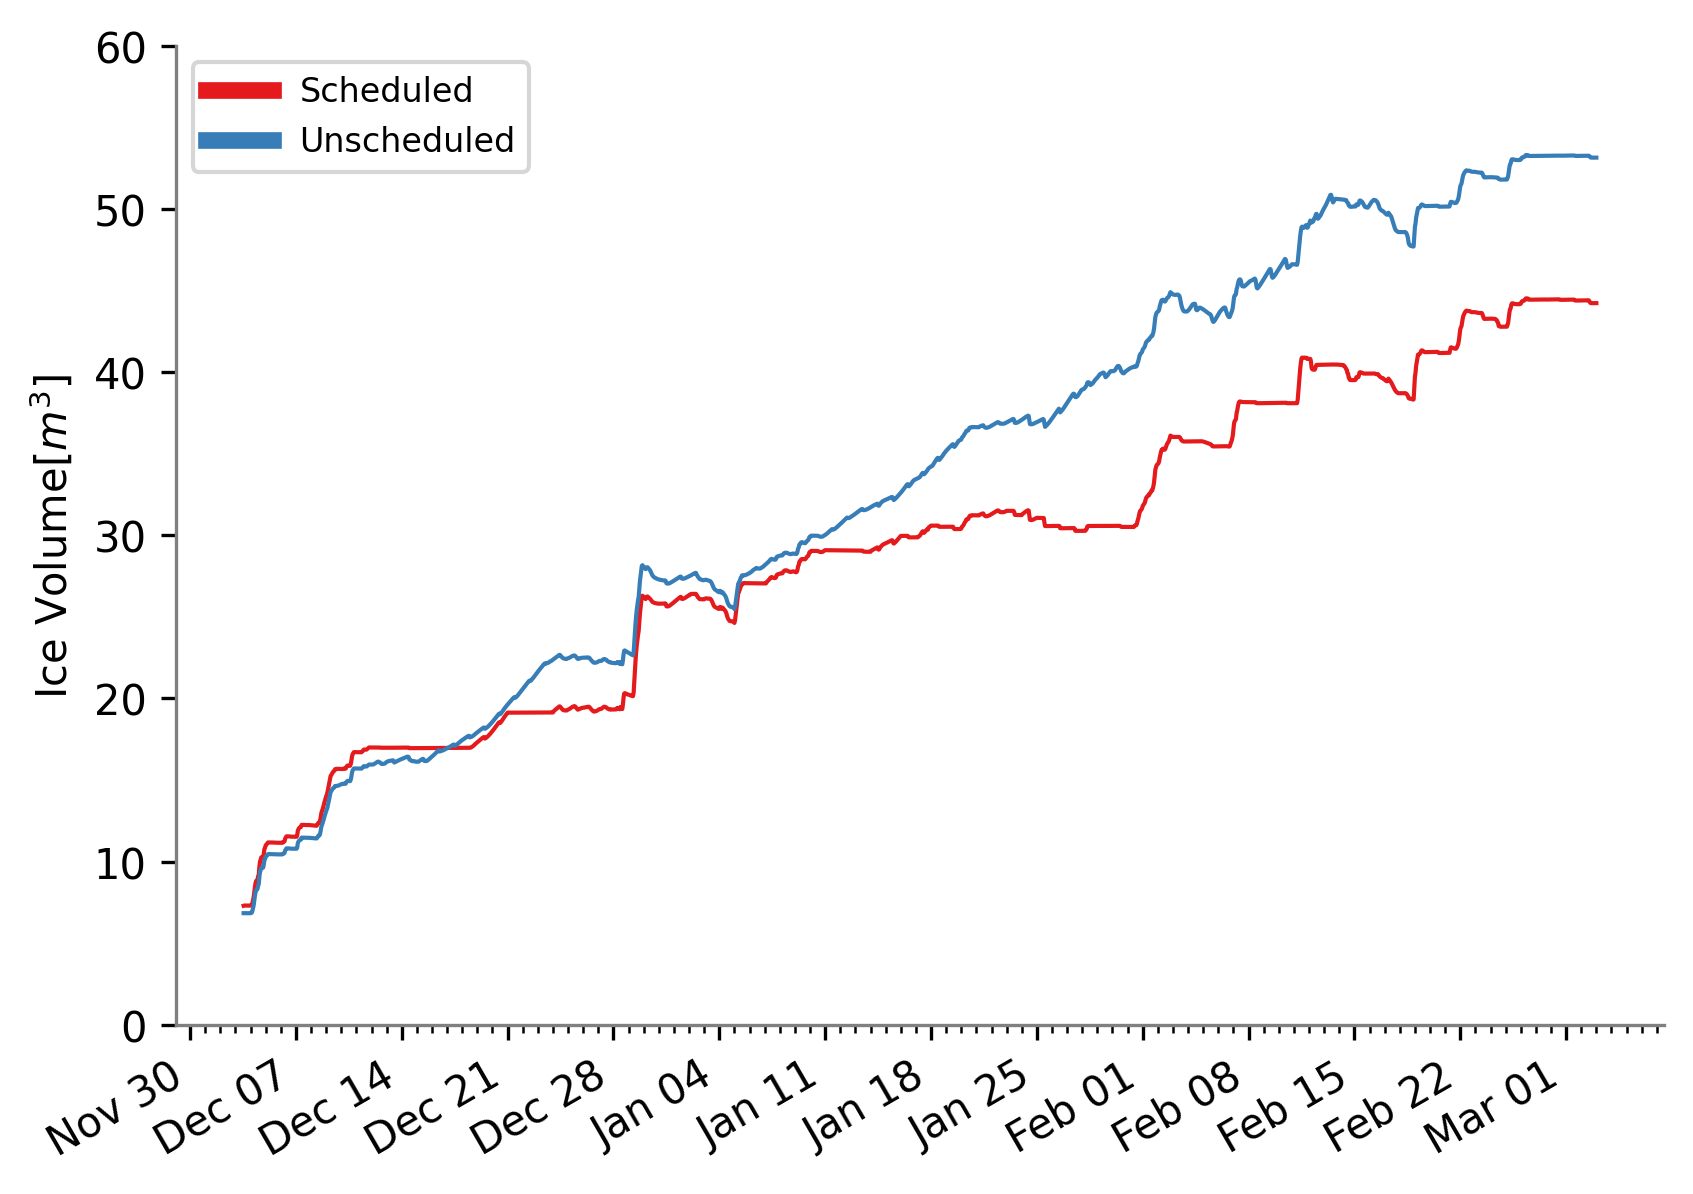 60
50
40
30
20
10
0
Ice Volume[m³]
Scheduled
Unscheduled
Nov 30
Dec 07
Dec 14
Dec 21
Dec 28
Jan 04
Jan 11
Jan 18
Jan 25
Feb 01
Feb 08
Feb 15
Feb 22
Mar 01